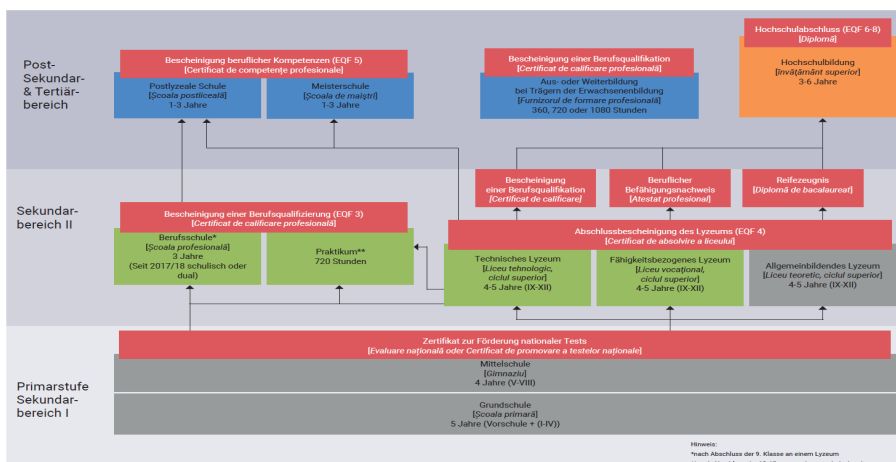 Post-
Sekundar-
& Tertiär-
bereich
Bescheinigung beruflicher Kompetenzen (EQF 5)
[Certificat de competențe profesionale]
Postlyzeale Schule
[Școala postliceală]
1-3 Jahre
Meisterschule
[Școala de maiștri]
1-3 Jahre
Bescheinigung einer Berufsqualifikation
[Certificat de calificare profesională]
Aus- oder Weiterbildung
bei Trägern der Erwachsenenbildung
[Furnizorul de formare profesională]
360, 720 oder 1080 Stunden
Hochschulabschluss (EQF 6-8)
[Diplomă]
Hochschulbildung
[învățământ superior]
3-6 Jahre
Sekundar-
bereich II
Bescheinigung einer Berufsqualifizierung (EQF 3)
[Certificat de calificare profesională]
Berufsschule*
[Școala profesională]
3 Jahre
(Seit 2017/18 schulisch oder
dual)
Praktikum**
720 Stunden
Bescheinigung
einer Berufsqualifikation
[Certificat de calificare]
Beruflicher
Befähigungsnachweis
[Atestat profesional]
Reifezeugnis
[Diplomă de bacalaureat]
Abschlussbescheinigung des Lyzeums (EQF 4)
[Certificat de absolvire a liceului]
Technisches Lyzeum
[Liceu tehnologic,
ciclul superior]
4-5 Jahre (IX-XII)
Fähigkeitsbezogenes Lyzeum
[Liceu vocațional,
ciclul superior]
4-5 Jahre (IX-XII)
Allgemeinbildendes Lyzeum
[Liceu teoretic, ciclul superior]
4-5 Jahre (IX-XII)
Primarstufe
Sekundar-
bereich I
Zertifikat zur Förderung nationaler Tests
[Evaluare națională oder Certificat de promovare a testelor naționale]
Mittelschule
[Gimnaziu]
4 Jahre (V-VIII)
Grundschule
[Școala primară]
5 Jahre (Vorschule + (I-IV))
Hinweis:
*nach Abschluss der 9. Klasse an einem Lyzeum